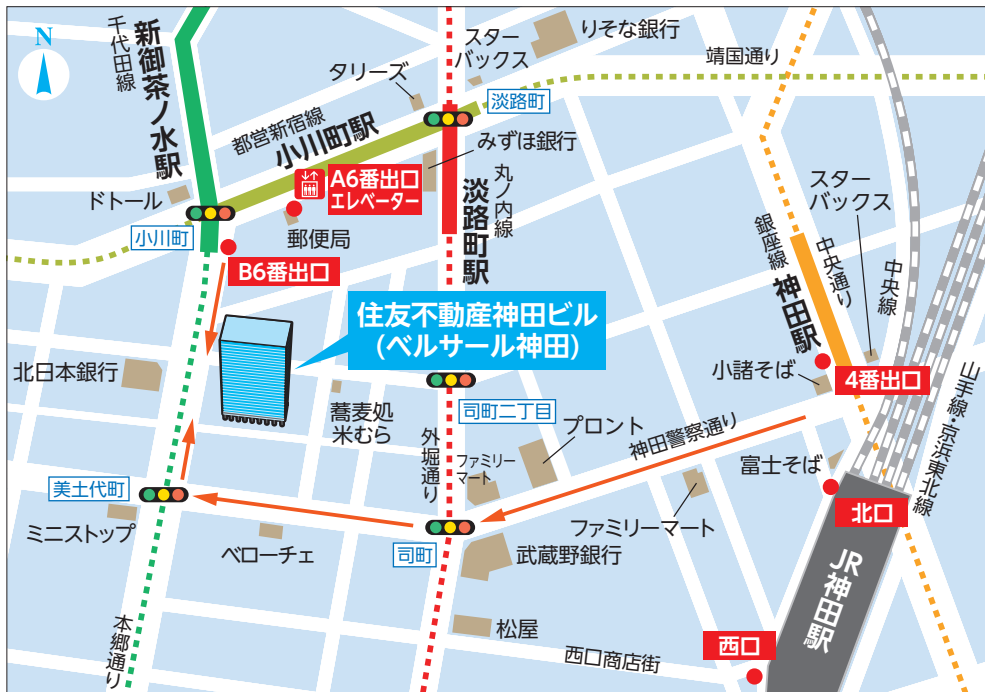 N
千代田線
新御茶ノ水駅
都営新宿線
小川町駅
タリーズ
スター
バックス
りそな銀行
靖国通り
淡路町
みずほ銀行
丸ノ内線
淡路町駅
A6番出口
エレベーター
郵便局
ドトール
小川町
B6番出口
住友不動産神田ビル
(ベルサール神田)
北日本銀行
蕎麦処
米むら
司町二丁目
外堀通り
ファミリー
マート
プロント
神田警察通り
銀座線
神田駅
中央通り
スター
バックス
中央線
小諸そば
4番出口
山手線・京浜東北線
富士そば
北口
JR神田駅
美土代町
ミニストップ
ベローチェ
司町
武蔵野銀行
ファミリーマート
松屋
西口商店街
西口
本郷通り